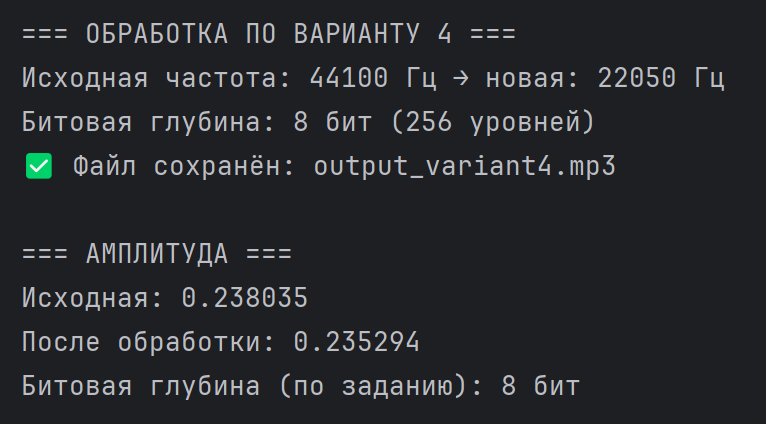 === ОБРАБОТКА ПО ВАРИАНТУ 4 ===
Исходная частота: 44100 Гц → новая: 22050 Гц
Битовая глубина: 8 бит (256 уровней)
✅ Файл сохранён: output_variant4.mp3
=== АМПЛИТУДА ===
Исходная: 0.238035
После обработки: 0.235294
Битовая глубина (по заданию): 8 бит